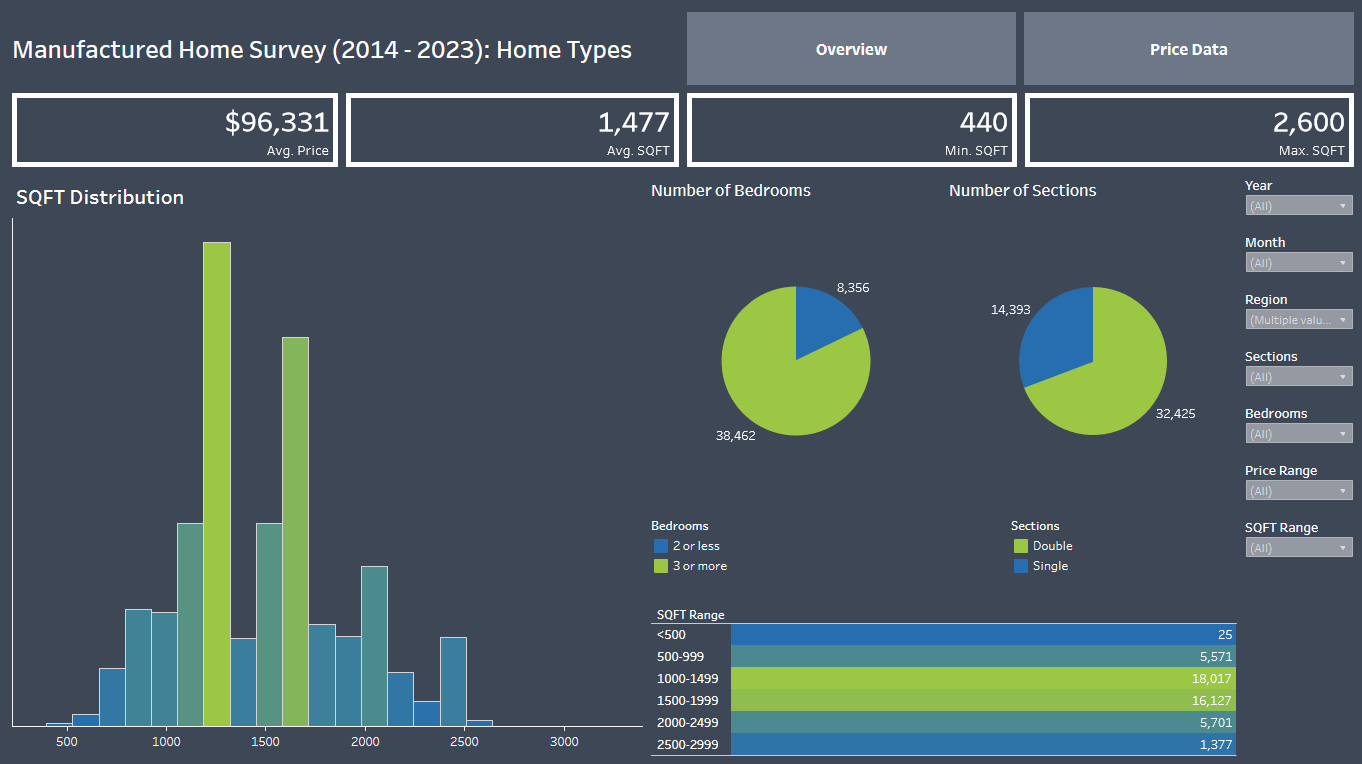 Manufactured Home Survey (2014 - 2023): Home Types
Overview
Price Data
$96,331
Avg. Price
1,477
Avg. SQFT
440
Min. SQFT
2,600
Max. SQFT
SQFT Distribution
500
1000
1500
2000
2500
3000
Number of Bedrooms
8,356
38,462
Number of Sections
14,393
32,425
Bedrooms
2 or less
3 or more
Sections
Double
Single
SQFT Range
<500 25
500-999 5,571
1000-1499 18,017
1500-1999 16,127
2000-2499 5,701
2500-2999 1,377
Year
(All)
Month
(All)
Region
(Multiple valu...
Sections
(All)
Bedrooms
(All)
Price Range
(All)
SQFT Range
(All)